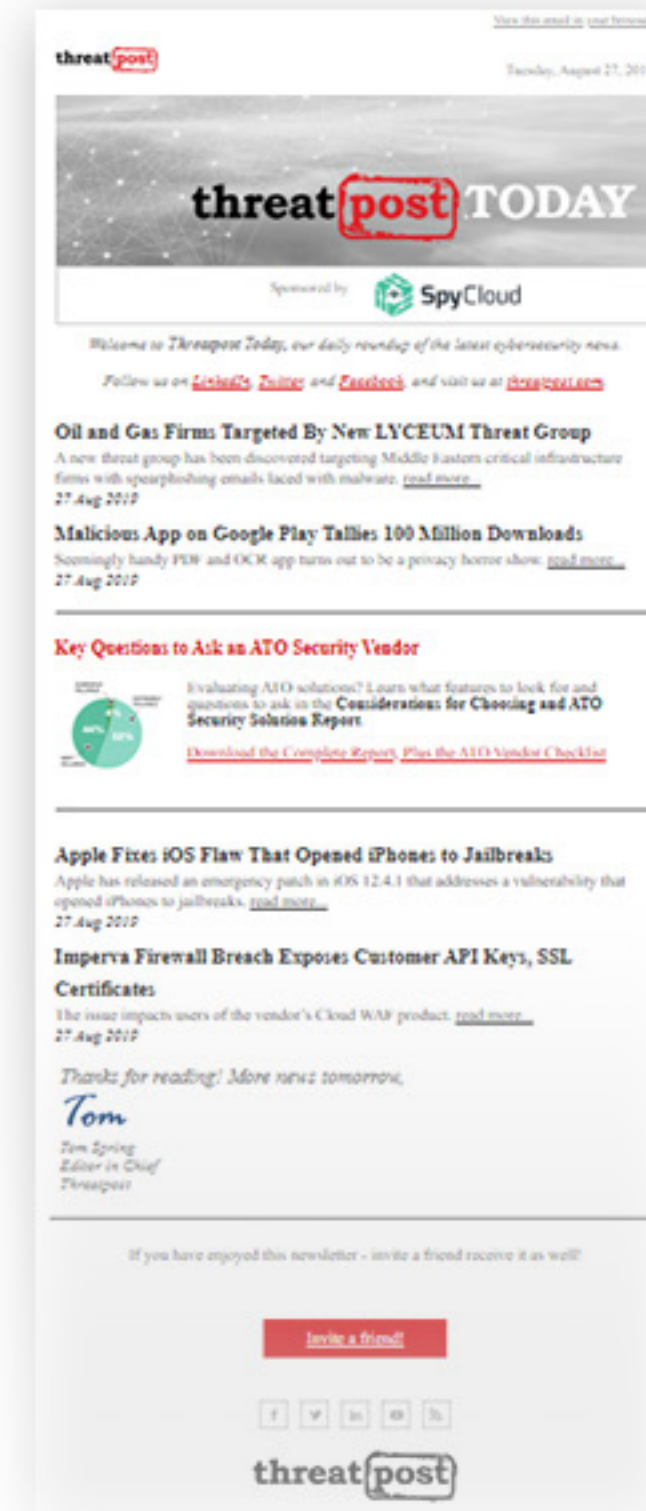 View this email in your browse
threatpost
Tuesday, August 27, 201
threatpost TODAY
Sponsored by SpyCloud
Welcome to Threatpost Today, our daily roundup of the latest cybersecurity news.
Follow us on LinkedIn, Twitter and Facebook, and visit us at threatpost.com
Oil and Gas Firms Targeted By New LYCEUM Threat Group
A new threat group has been discovered targeting Middle Eastern critical infrastructure
firms with spearphishing emails laced with malware. read more...
27 Aug 2019
Malicious App on Google Play Tallies 100 Million Downloads
Seemingly handy PDF and OCR app turns out to be a privacy horror show. read more...
27 Aug 2019
Key Questions to Ask an ATO Security Vendor
Evaluating ATO solutions? Learn what features to look for and
questions to ask in the Considerations for Choosing and ATO
Security Solution Report
Download the Complete Report, Plus the ATO Vendor Checklist
Apple Fixes iOS Flaw That Opened iPhones to Jailbreaks
Apple has released an emergency patch in iOS 12.4.1 that addresses a vulnerability that
opened iPhones to jailbreaks. read more...
27 Aug 2019
Imperva Firewall Breach Exposes Customer API Keys, SSL
Certificates
The issue impacts users of the vendor's Cloud WAF product. read more...
27 Aug 2019
Thanks for reading! More news tomorrow,
Tom
Tom Spring
Editor in Chief
Threatpost
If you have enjoyed this newsletter - invite a friend receive it as well!
Invite a friend!
threatpost